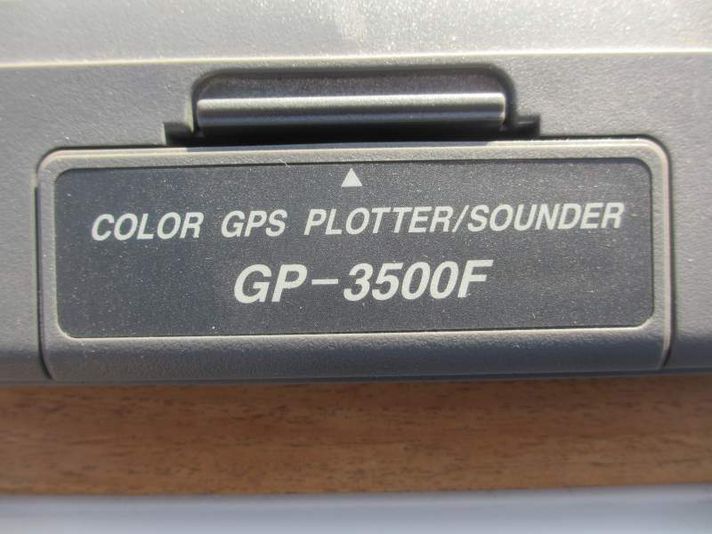 COLOR GPS PLOTTER/SOUNDER
GP-3500F